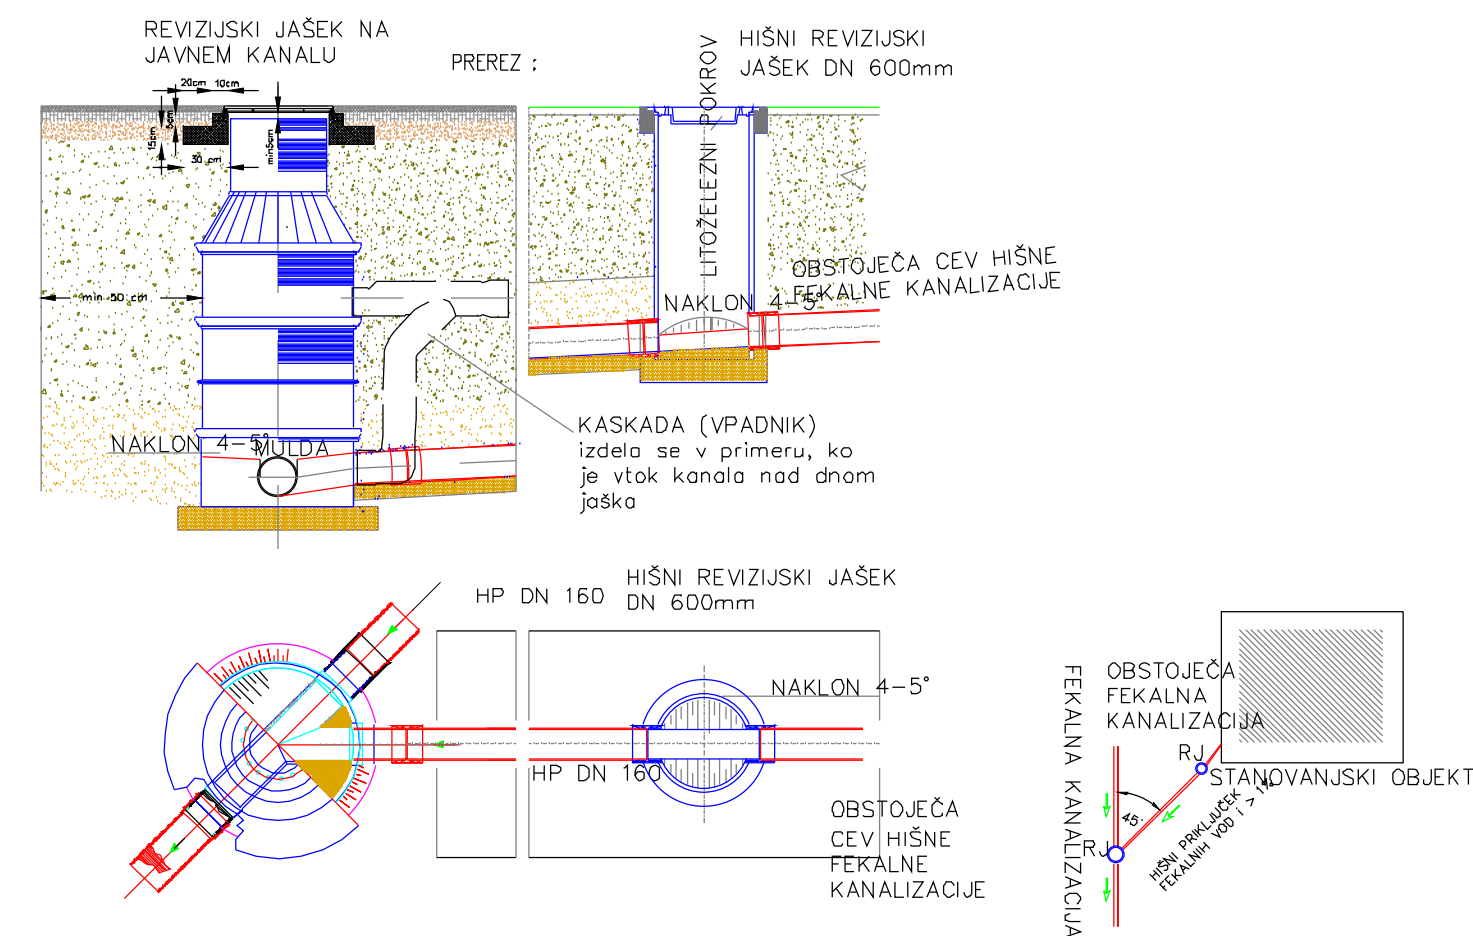 REVIZIJSKI JAŠEK NA
JAVNEM KANALU
PREREZ :
HIŠNI REVIZIJSKI
JAŠEK DN 600mm
LITOŽELEZNI POKROV
20cm
10cm
5cm
15cm
30 cm
min5cm
min 50 cm
OBSTOJEČA CEV HIŠNE
FEKALNE KANALIZACIJE
NAKLON 4-5°
KASKADA (VPADNIK)
izdela se v primeru, ko
je vtok kanala nad dnom
jaška
NAKLON 4-5°
MULDA
HP DN 160
HIŠNI REVIZIJSKI JAŠEK
DN 600mm
NAKLON 4-5°
HP DN 160
OBSTOJEČA
CEV HIŠNE
FEKALNE
KANALIZACIJE
FEKALNA KANALIZACIJA
OBSTOJEČA
FEKALNA
KANALIZACIJA
RJ
STANOVANJSKI OBJEKT
45°
RJ
HIŠNI PRIKLJUČEK
FEKALNIH VOD i > 1%